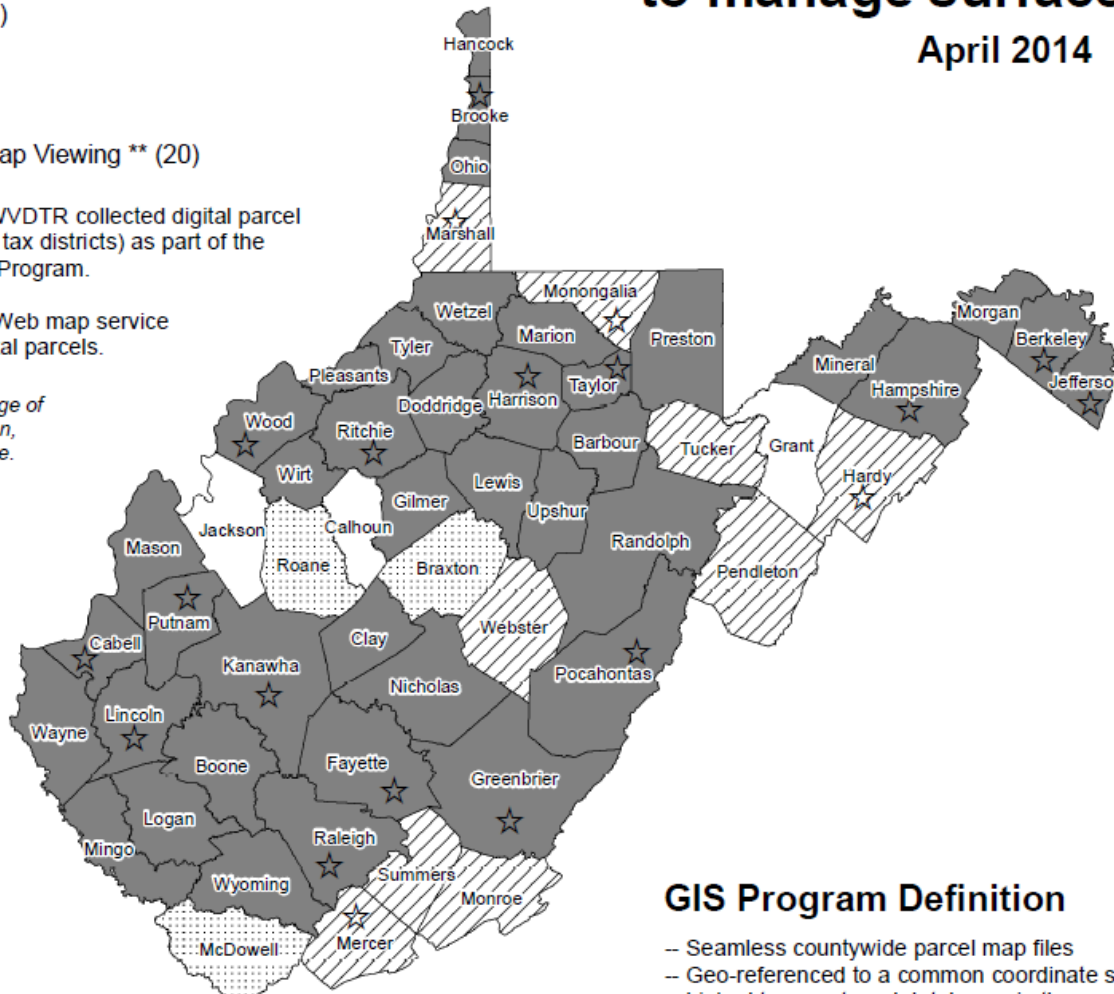 to manage surfac
April 2014
)
ap Viewing ** (20)
WVDTR collected digital parcel
tax districts) as part of the
Program.
Web map service
al parcels.
ge of
n,
e.
Hancock
Brooke
Ohio
Marshall
Wetzel
Monongalia
Marion
Preston
Tyler
Pleasants
Doddridge
Harrison
Taylor
Morgan
Berkeley
Jefferso
Mineral
Hampshire
Wood
Ritchie
Barbour
Tucker
Grant
Hardy
Wirt
Gilmer
Lewis
Upshur
Randolph
Jackson
Calhoun
Roane
Braxton
Pendleton
Mason
Putnam
Cabell
Kanawha
Clay
Webster
Nicholas
Pocahontas
Wayne
Lincoln
Boone
Fayette
Greenbrier
Logan
Mingo
Raleigh
Wyoming
Summers
Monroe
McDowell
Mercer
GIS Program Definition
-- Seamless countywide parcel map files
-- Geo-referenced to a common coordinate s